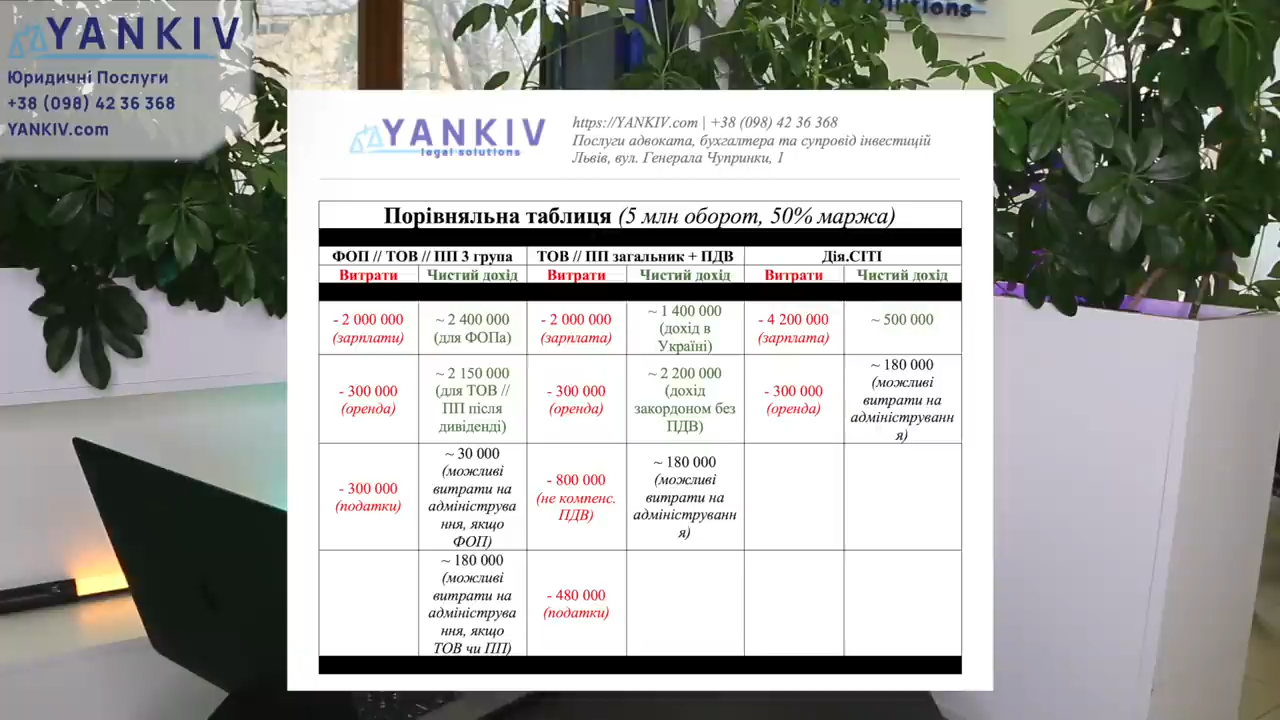 YANKIV
Юридичні Послуги
+38 (098) 42 36 368
YANKIV.com
solutions
YANKIV
legal solutions
https://YANKIV.com | +38 (098) 42 36 368
Послуги адвоката, бухгалтера та супровід інвестицій
Львів, вул. Генерала Чупринки, 1
Порівняльна таблиця (5 млн оборот, 50% маржа)
ФОП // ТОВ // ПП 3 група
ТОВ // ПП загальник + ПДВ
Дія.СІТІ
Витрати
Чистий дохід
Витрати
Чистий дохід
Витрати
Чистий дохід
- 2 000 000
(зарплати)
~ 2 400 000
(для ФОПа)
- 2 000 000
(зарплата)
~ 1 400 000
(дохід в
Україні)
- 4 200 000
(зарплата)
~ 500 000
- 300 000
(оренда)
~ 2 150 000
(для ТОВ //
ПП після
дивіденді)
- 300 000
(оренда)
~ 2 200 000
(дохід
закордоном без
ПДВ)
- 300 000
(оренда)
~ 180 000
(можливі
витрати на
адмініструванн
я)
- 300 000
(податки)
~ 30 000
(можливі
витрати на
адмініструва
ння, якщо
ФОП)
- 800 000
(не компенс.
ПДВ)
~ 180 000
(можливі
витрати на
адмініструванн
я)
~ 180 000
(можливі
витрати на
адмініструва
ння, якщо
ТОВ чи ПП)
- 480 000
(податки)